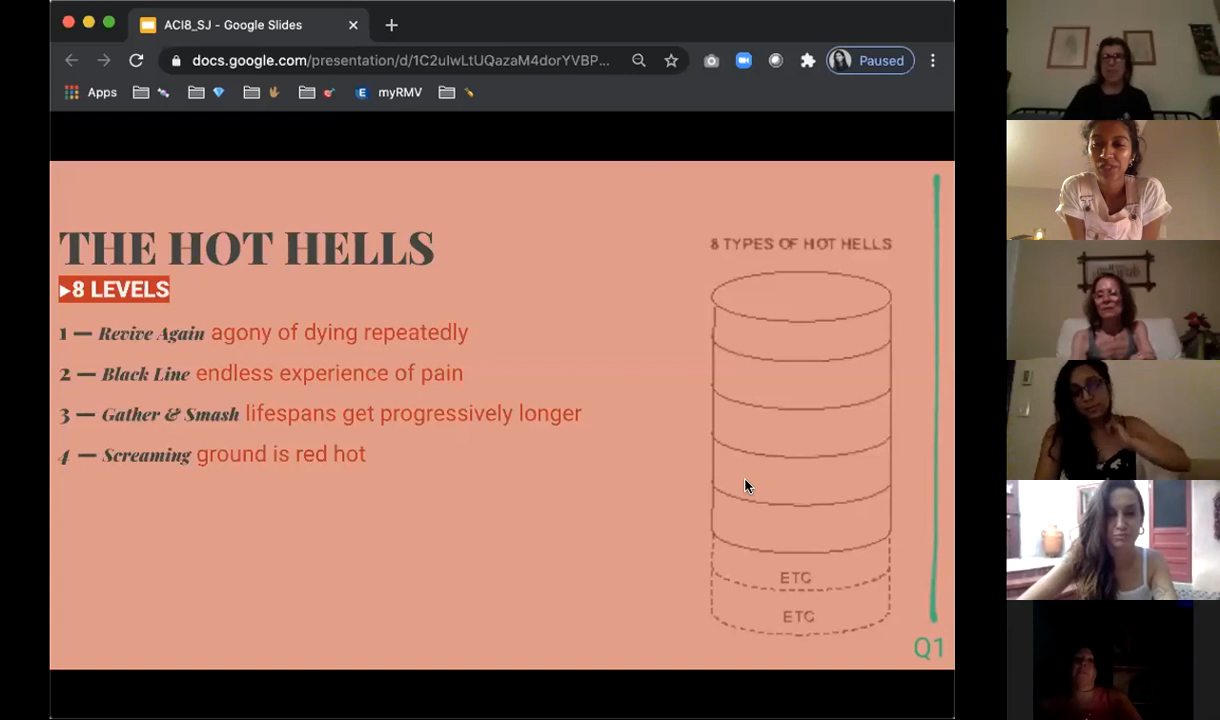 ACI8_SJ - Google Slides
docs.google.com/presentation/d/1C2ulwLtUQazaM4dorYVBP...
Paused
Apps
E myRMV
THE HOT HELLS
▸8 LEVELS
1 — Revive Again agony of dying repeatedly
2 — Black Line endless experience of pain
3 — Gather & Smash lifespans get progressively longer
4 — Screaming ground is red hot
8 TYPES OF HOT HELLS
ETC
ETC
Q1